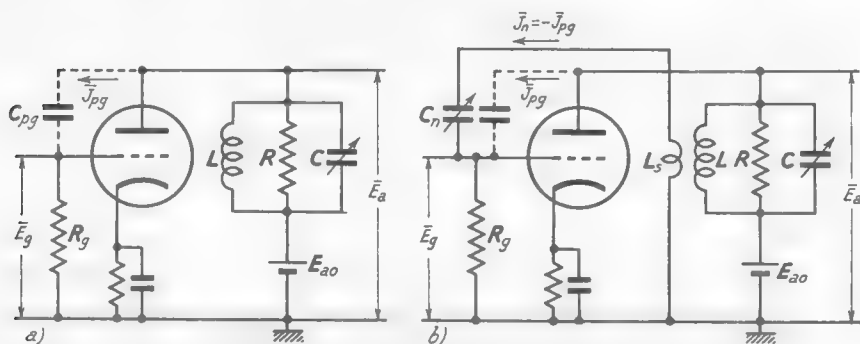 J̄pg
Cpg
L
R
C
Ēa
Ēg
Rg
Eao
a)
J̄n=-J̄pg
J̄pg
Cn
Ls
L
R
C
Ēa
Ēg
Rg
Eao
b)